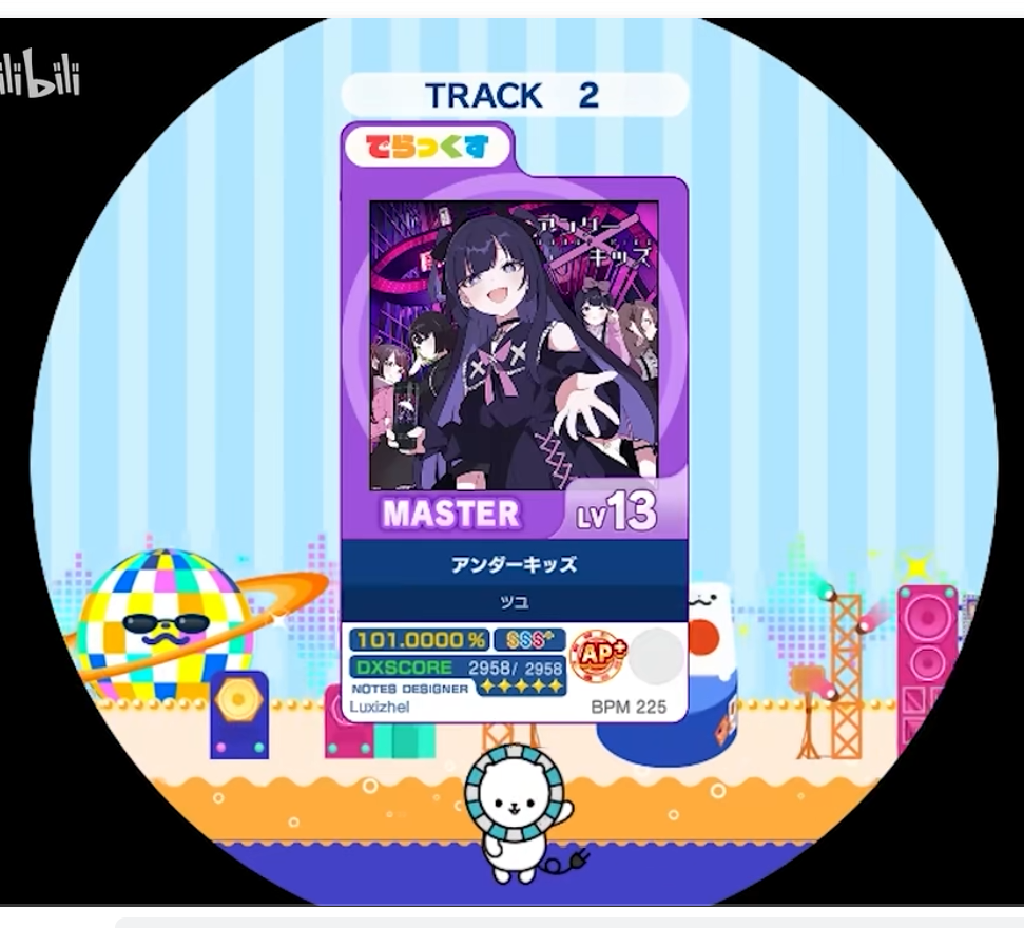 ilibili
TRACK 2
でらっくす
アンダー
キッズ
MASTER
LV13
アンダーキッズ
ツユ
101.0000% SSS+
AP+
DXSCORE 2958/ 2958
NOTES DESIGNER
Luxizhel
BPM 225